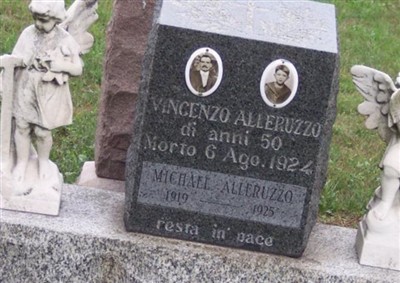 VINCENZO ALLERUZZO
di anni 50
Morto 6 Ago. 1924
MICHAEL ALLERUZZO
1919 1925
resta in pace